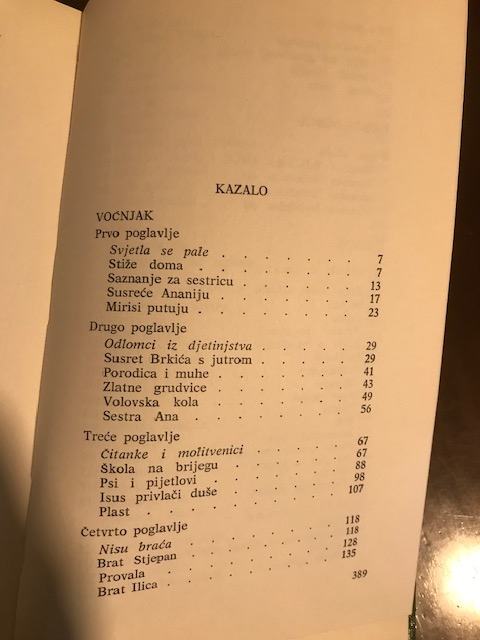 KAZALO
VOĆNJAK
Prvo poglavlje
Svjetla se pale . . . . . . . 7
Stiže doma . . . . . . . . 7
Saznanje za sestricu . . . . . . 13
Susreće Ananiju . . . . . . . 17
Mirisi putuju . . . . . . . . 23
Drugo poglavlje
Odlomci iz djetinjstva . . . . . 29
Susret Brkića s jutrom . . . . . 29
Porodica i muhe . . . . . . . 41
Zlatne grudvice . . . . . . . 43
Volovska kola . . . . . . . 49
Sestra Ana . . . . . . . . 56
Treće poglavlje
Čitanke i molitvenici . . . . . 67
Škola na brijegu . . . . . . 67
Psi i pijetlovi . . . . . . . 88
Isus privlači duše . . . . . . 98
Plast . . . . . . . . . 107
Četvrto poglavlje
Nisu braća . . . . . . . . 118
Brat Stjepan . . . . . . . 118
Provala . . . . . . . . 128
Brat Ilica . . . . . . . . 135
389